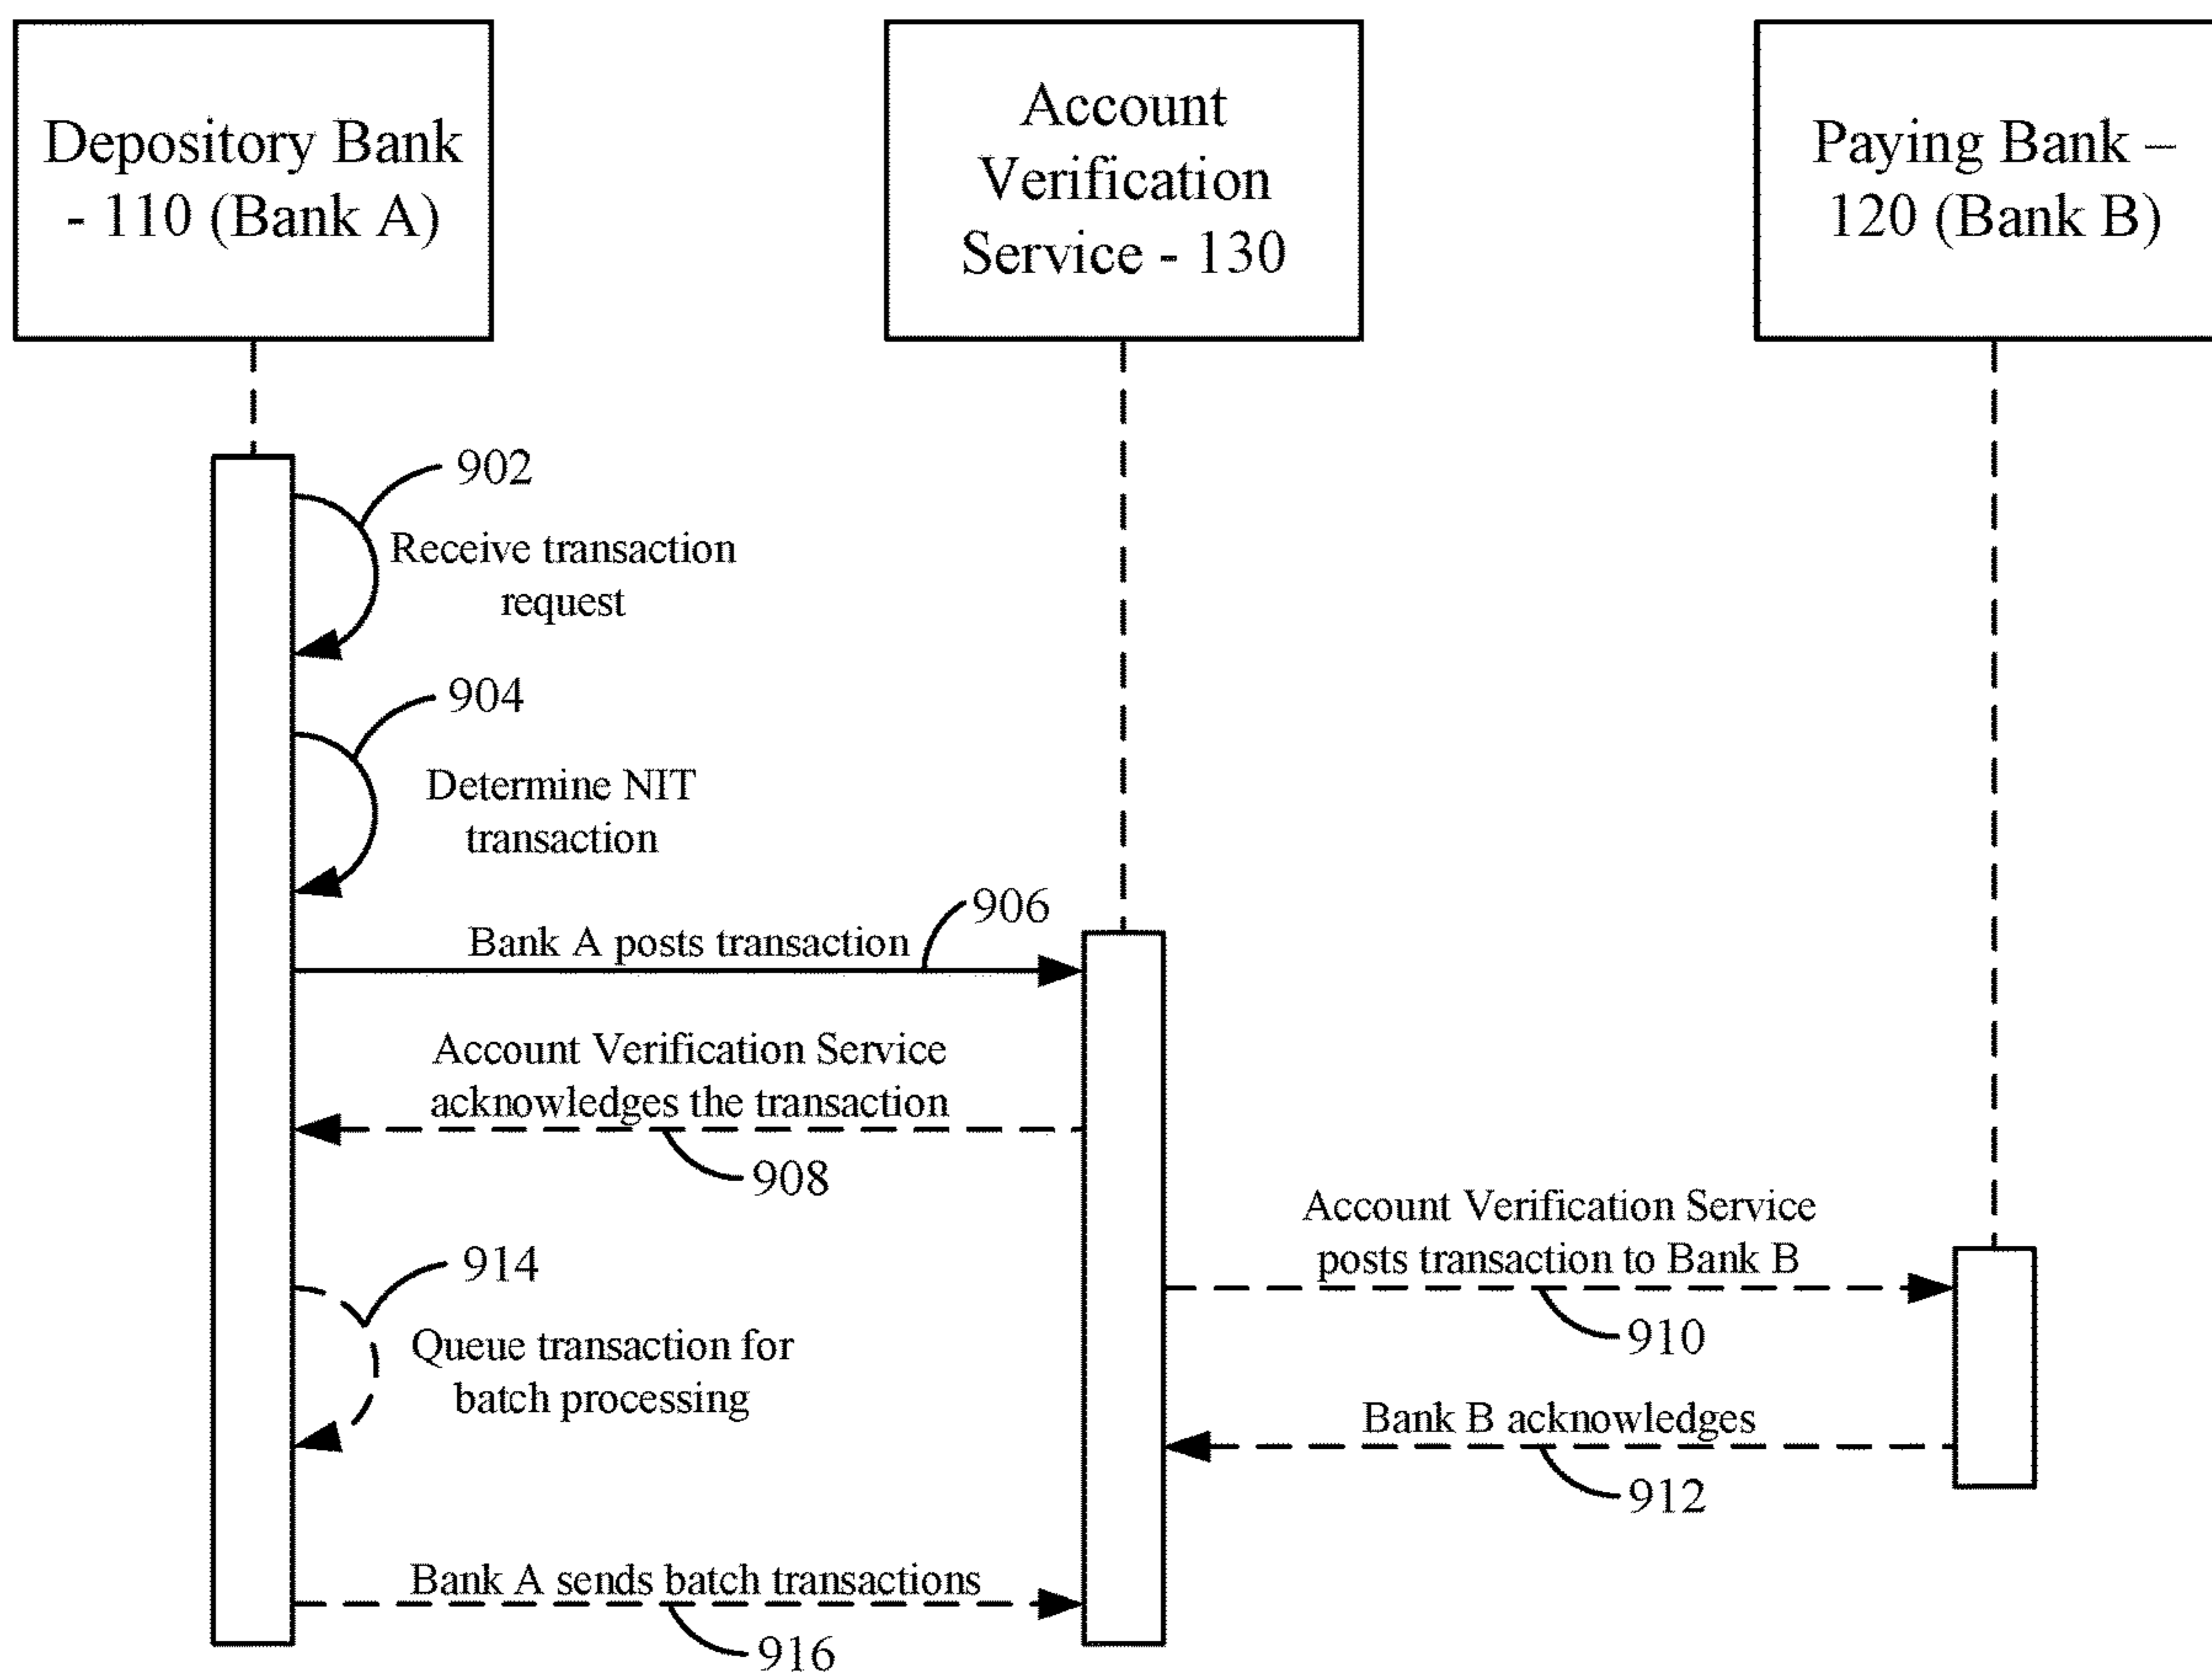 Depository Bank
- 110 (Bank A)
Account
Verification
Service - 130
Paying Bank –
120 (Bank B)
902
Receive transaction
request
904
Determine NIT
transaction
906
Bank A posts transaction
Account Verification Service
acknowledges the transaction
908
Account Verification Service
posts transaction to Bank B
910
914
Queue transaction for
batch processing
Bank B acknowledges
912
Bank A sends batch transactions
916